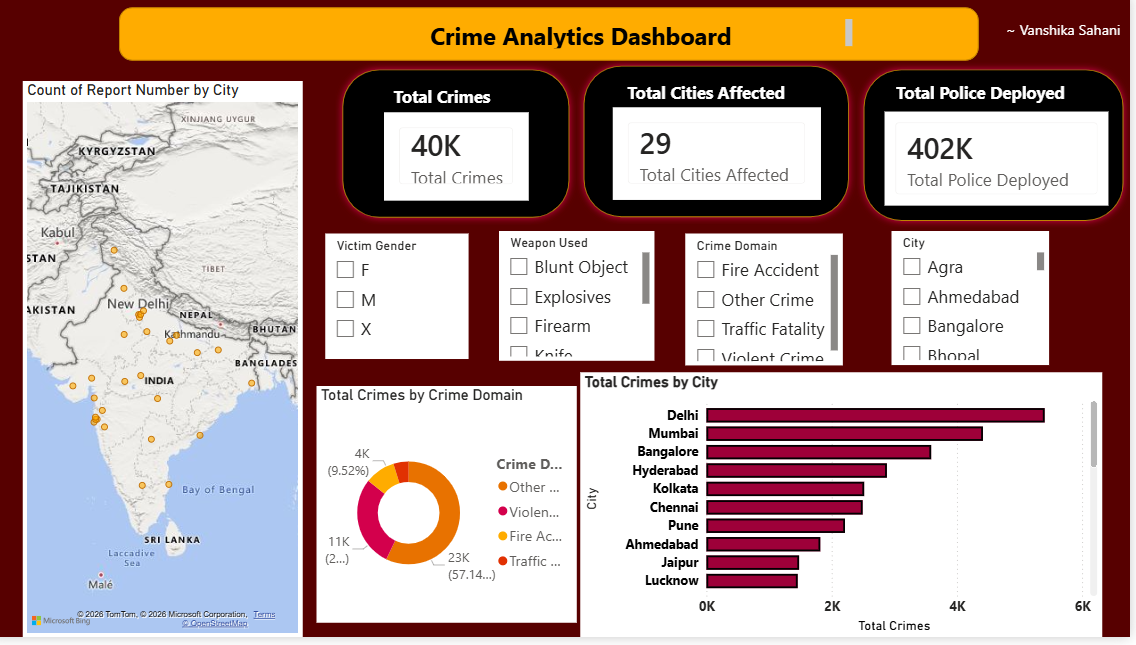 Crime Analytics Dashboard
~ Vanshika Sahani
Count of Report Number by City
XINJIANG UYGUR
KYRGYZSTAN
TAJIKISTAN
Kabul
STAN
TIBET
New Delhi
AKISTAN
NEPAL
Kathmandu
BHUTAN
BANGLADES
INDIA
Bay of Bengal
SRI LANKA
Laccadive
Sea
Malé
© 2026 TomTom, © 2026 Microsoft Corporation, Terms
Microsoft Bing
© OpenStreetMap
Total Crimes
40K
Total Crimes
Total Cities Affected
29
Total Cities Affected
Total Police Deployed
402K
Total Police Deployed
Victim Gender
F
M
X
Weapon Used
Blunt Object
Explosives
Firearm
Knife
Crime Domain
Fire Accident
Other Crime
Traffic Fatality
Violent Crime
City
Agra
Ahmedabad
Bangalore
Bhopal
Total Crimes by Crime Domain
4K
(9.52%)
11K
(2...)
23K
(57.14...)
Crime D...
Other ...
Violen...
Fire Ac...
Traffic ...
Total Crimes by City
City
Delhi
Mumbai
Bangalore
Hyderabad
Kolkata
Chennai
Pune
Ahmedabad
Jaipur
Lucknow
0K 2K 4K 6K
Total Crimes